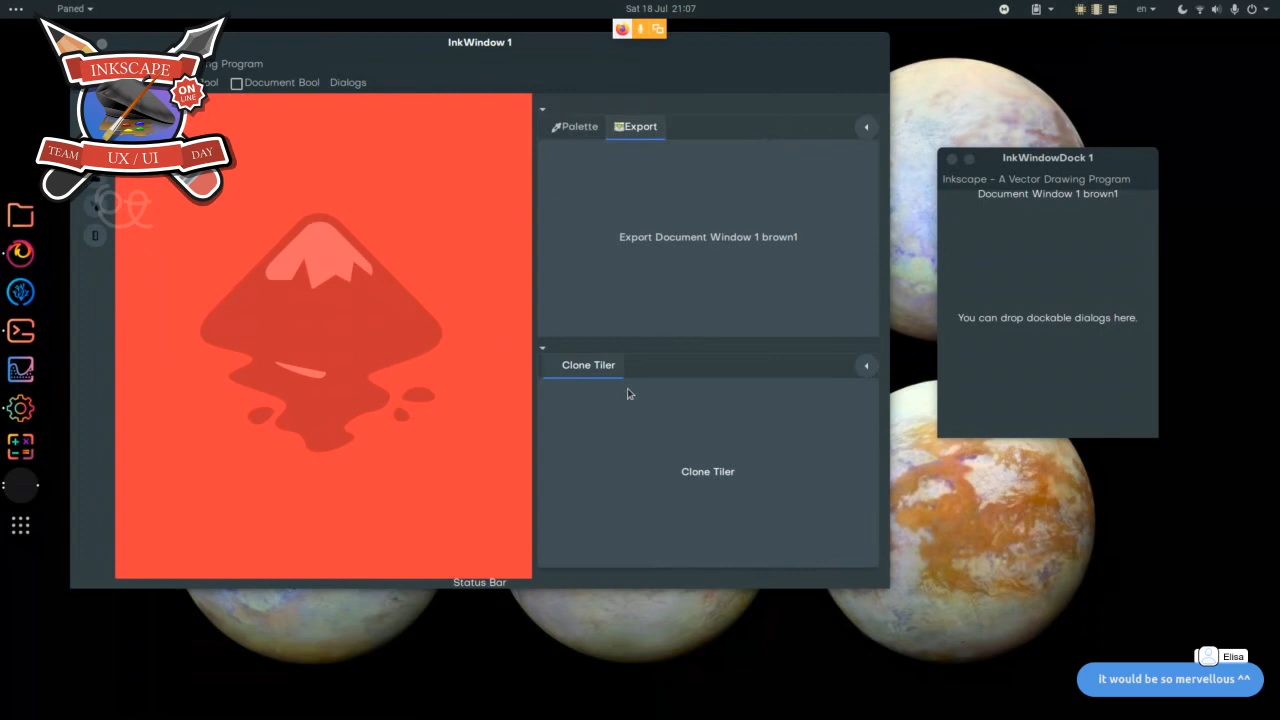 Paned
Sat 18 Jul 21:07
en
InkWindow 1
ng Program
ool
Document Bool
Dialogs
INKSCAPE
ON
LINE
TEAM
UX / UI
DAY
Palette
Export
Export Document Window 1 brown1
Clone Tiler
Clone Tiler
Status Bar
InkWindowDock 1
Inkscape - A Vector Drawing Program
Document Window 1 brown1
You can drop dockable dialogs here.
Elisa
it would be so mervellous ^^